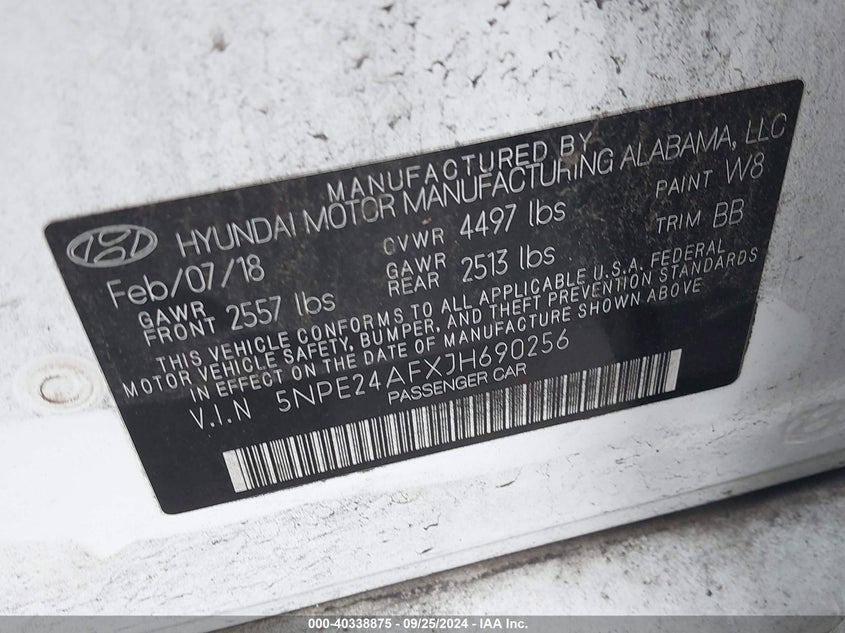 MANUFACTURED BY
HYUNDAI MOTOR MANUFACTURING ALABAMA, LLC
Feb/07/18 GVWR 4497 lbs PAINT W8
GAWR FRONT 2557 lbs GAWR REAR 2513 lbs TRIM BB
THIS VEHICLE CONFORMS TO ALL APPLICABLE U.S.A. FEDERAL
MOTOR VEHICLE SAFETY, BUMPER, AND THEFT PREVENTION STANDARDS
IN EFFECT ON THE DATE OF MANUFACTURE SHOWN ABOVE
V.I.N 5NPE24AFXJH690256
PASSENGER CAR
000-40338875 - 09/25/2024 - IAA Inc.